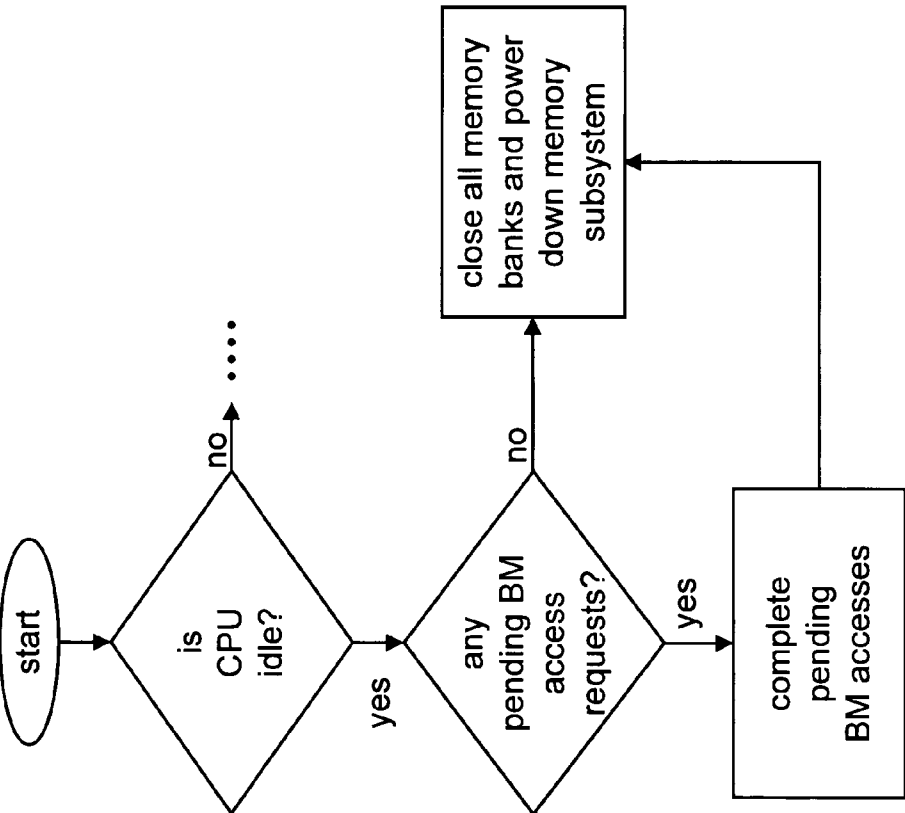 start
is
CPU
idle?
no
....
yes
any
pending BM
access
requests?
no
close all memory
banks and power
down memory
subsystem
yes
complete
pending
BM accesses